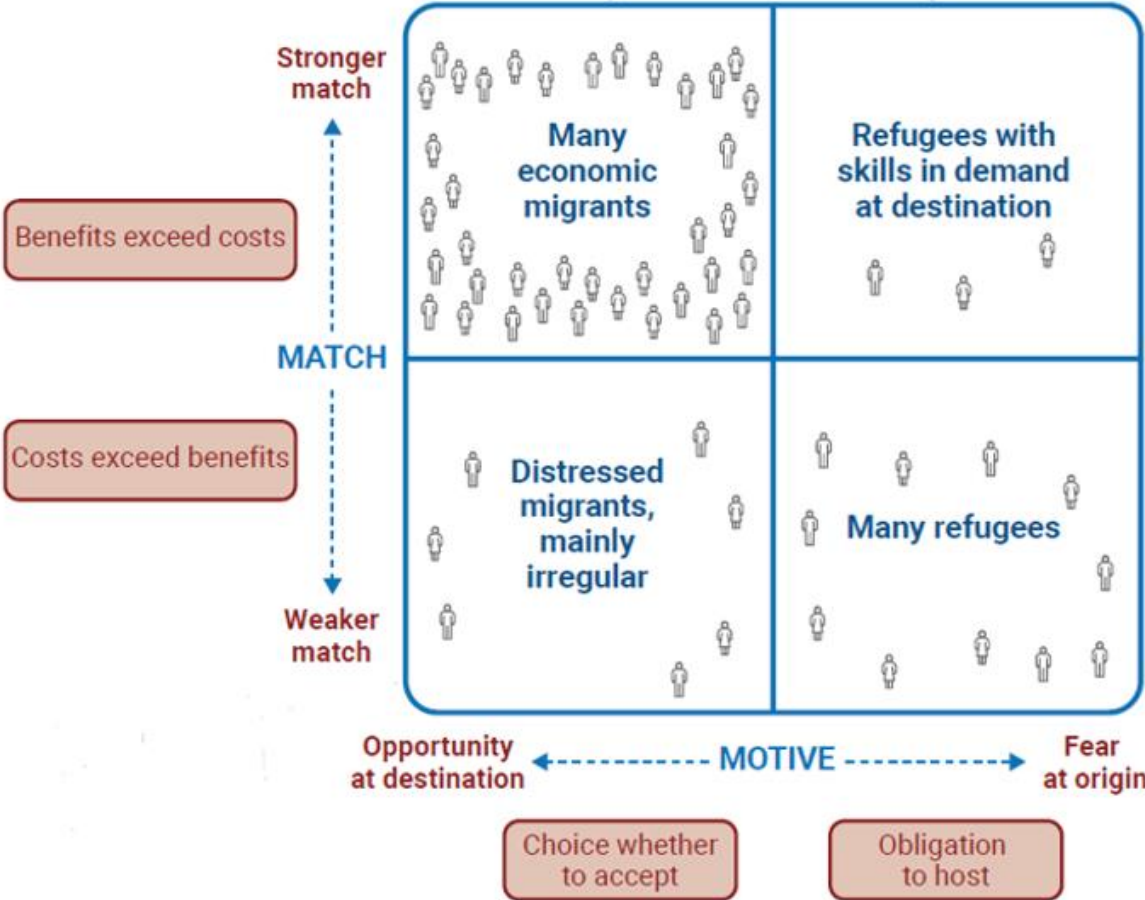 Stronger
match
Many
economic
migrants
Refugees with
skills in demand
at destination
Benefits exceed costs
MATCH
Costs exceed benefits
Distressed
migrants,
mainly
irregular
Many refugees
Weaker
match
Opportunity
at destination
MOTIVE
Fear
at origin
Choice whether
to accept
Obligation
to host